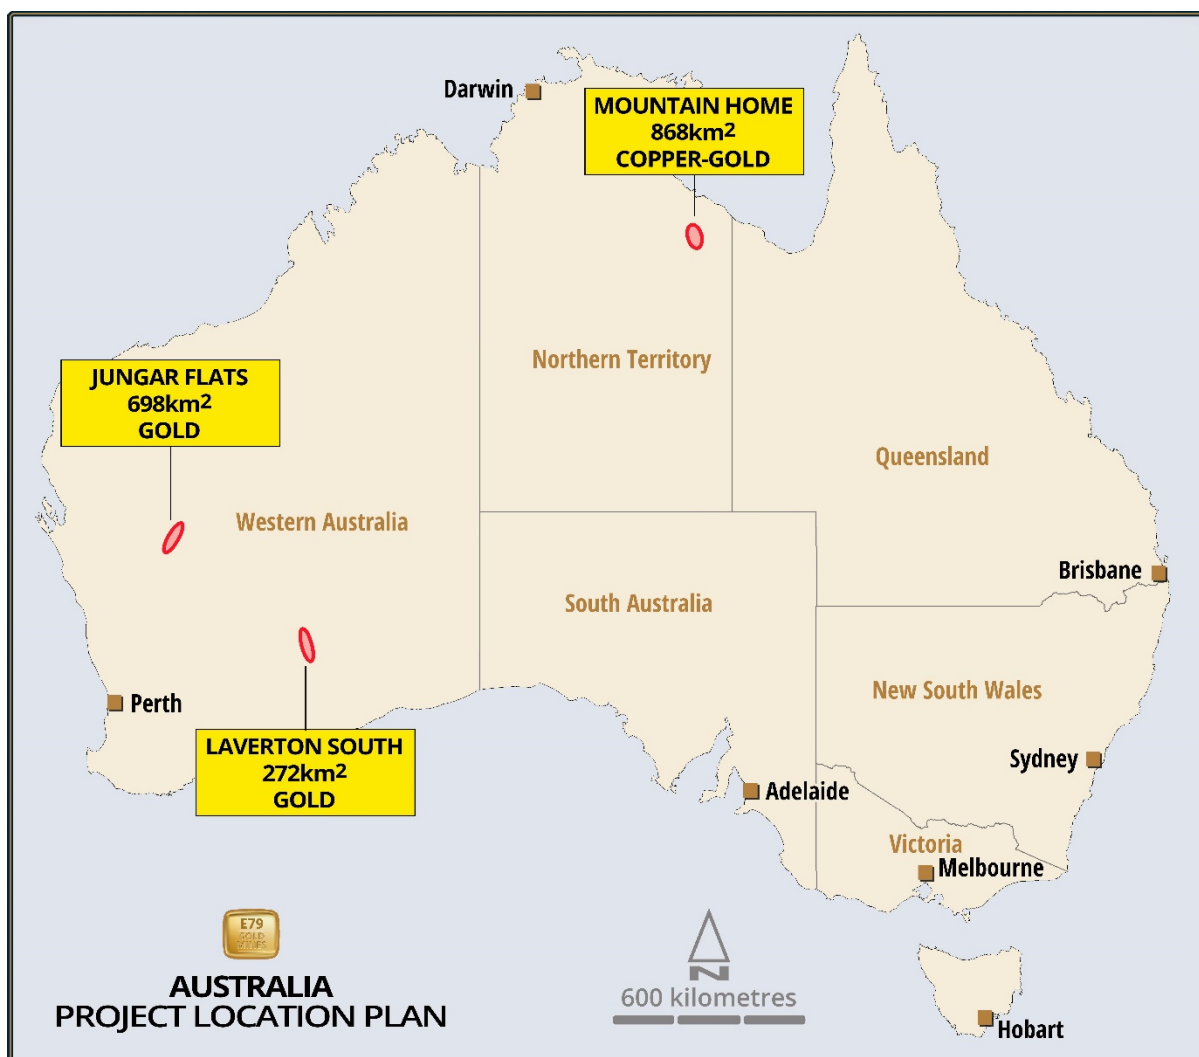 Darwin
MOUNTAIN HOME
868km²
COPPER-GOLD
JUNGAR FLATS
698km²
GOLD
Northern Territory
Queensland
Western Australia
Brisbane
South Australia
New South Wales
Perth
LAVERTON SOUTH
272km²
GOLD
Sydney
Adelaide
Victoria
Melbourne
E79
GOLD
MINES
AUSTRALIA
PROJECT LOCATION PLAN
N
600 kilometres
Hobart